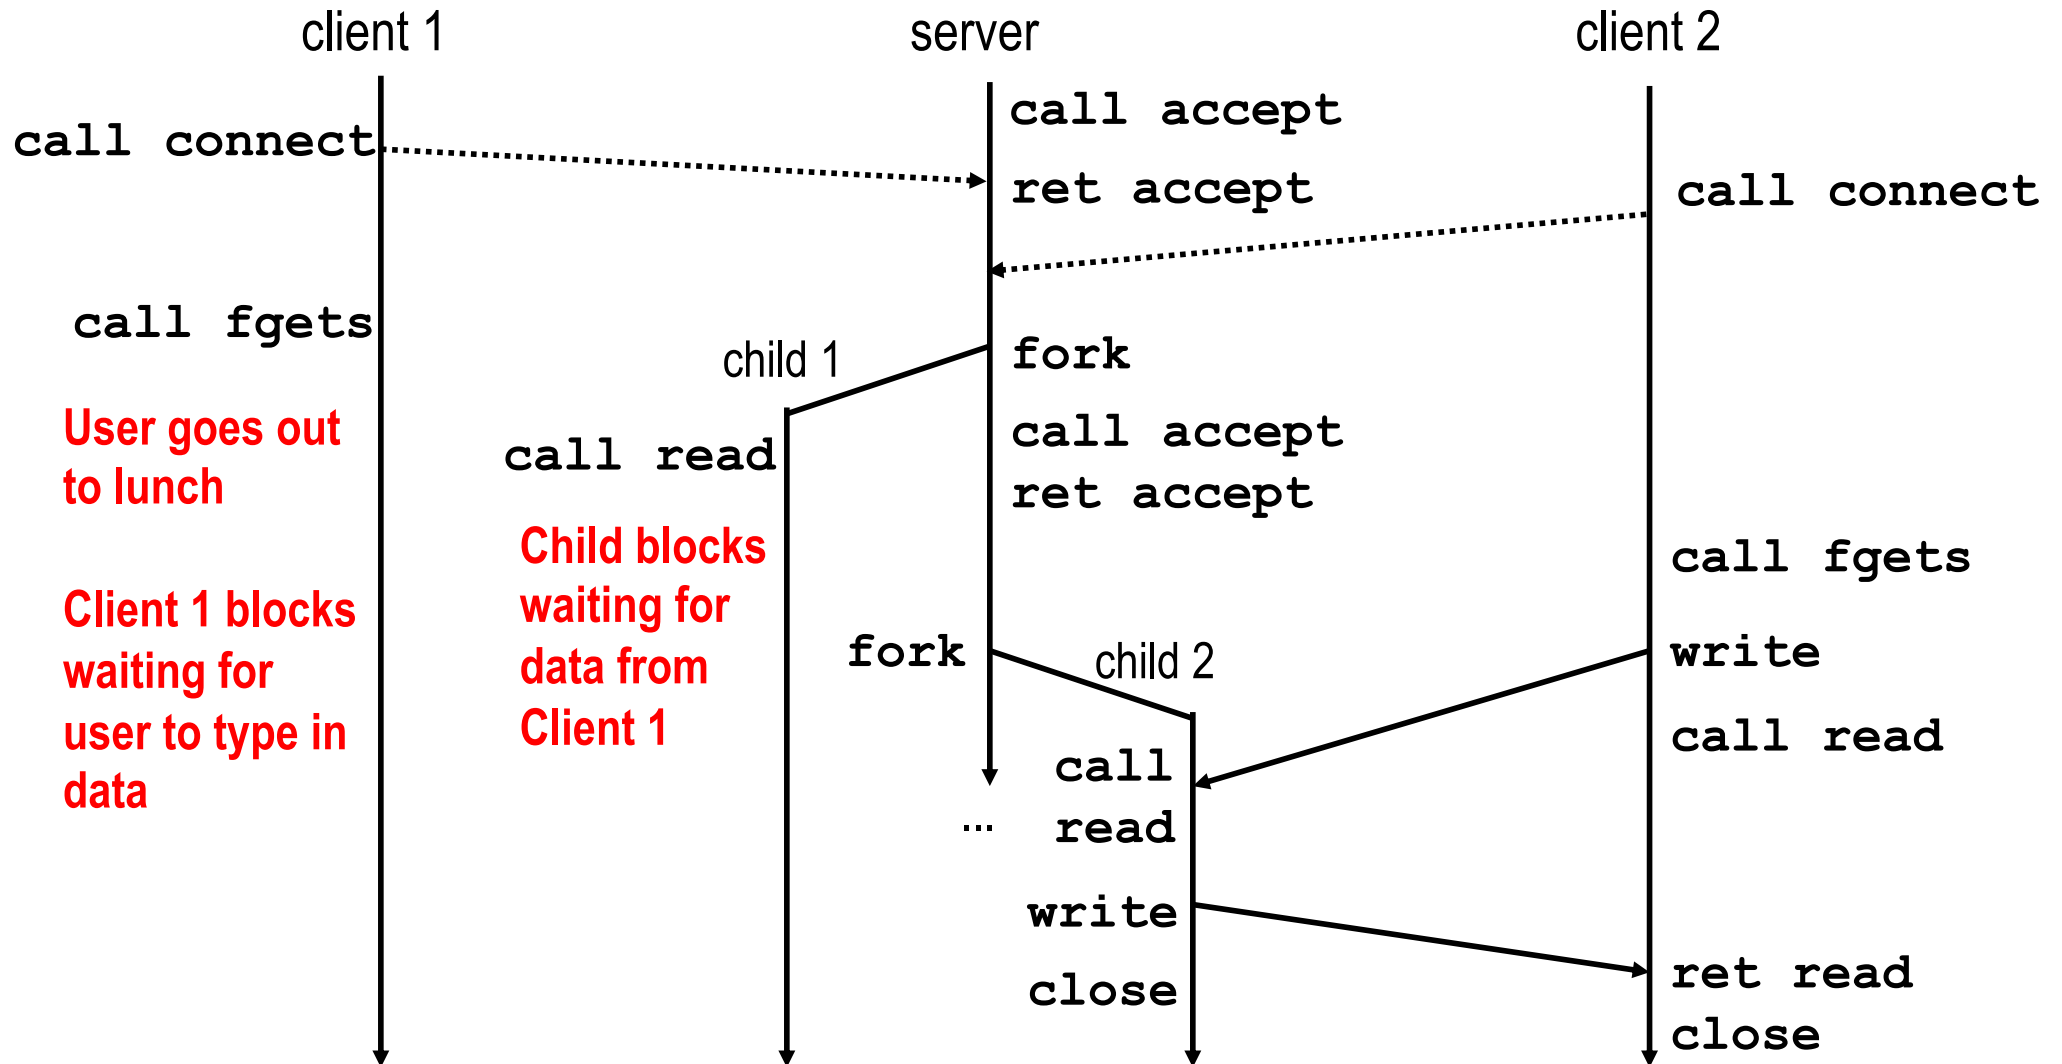 client 1
server
client 2
call connect
call accept
ret accept
call connect
call fgets
child 1
fork
User goes out
to lunch
call read
call accept
ret accept
Client 1 blocks
waiting for
user to type in
data
Child blocks
waiting for
data from
Client 1
call fgets
fork
child 2
write
call read
call
read
...
write
close
ret read
close